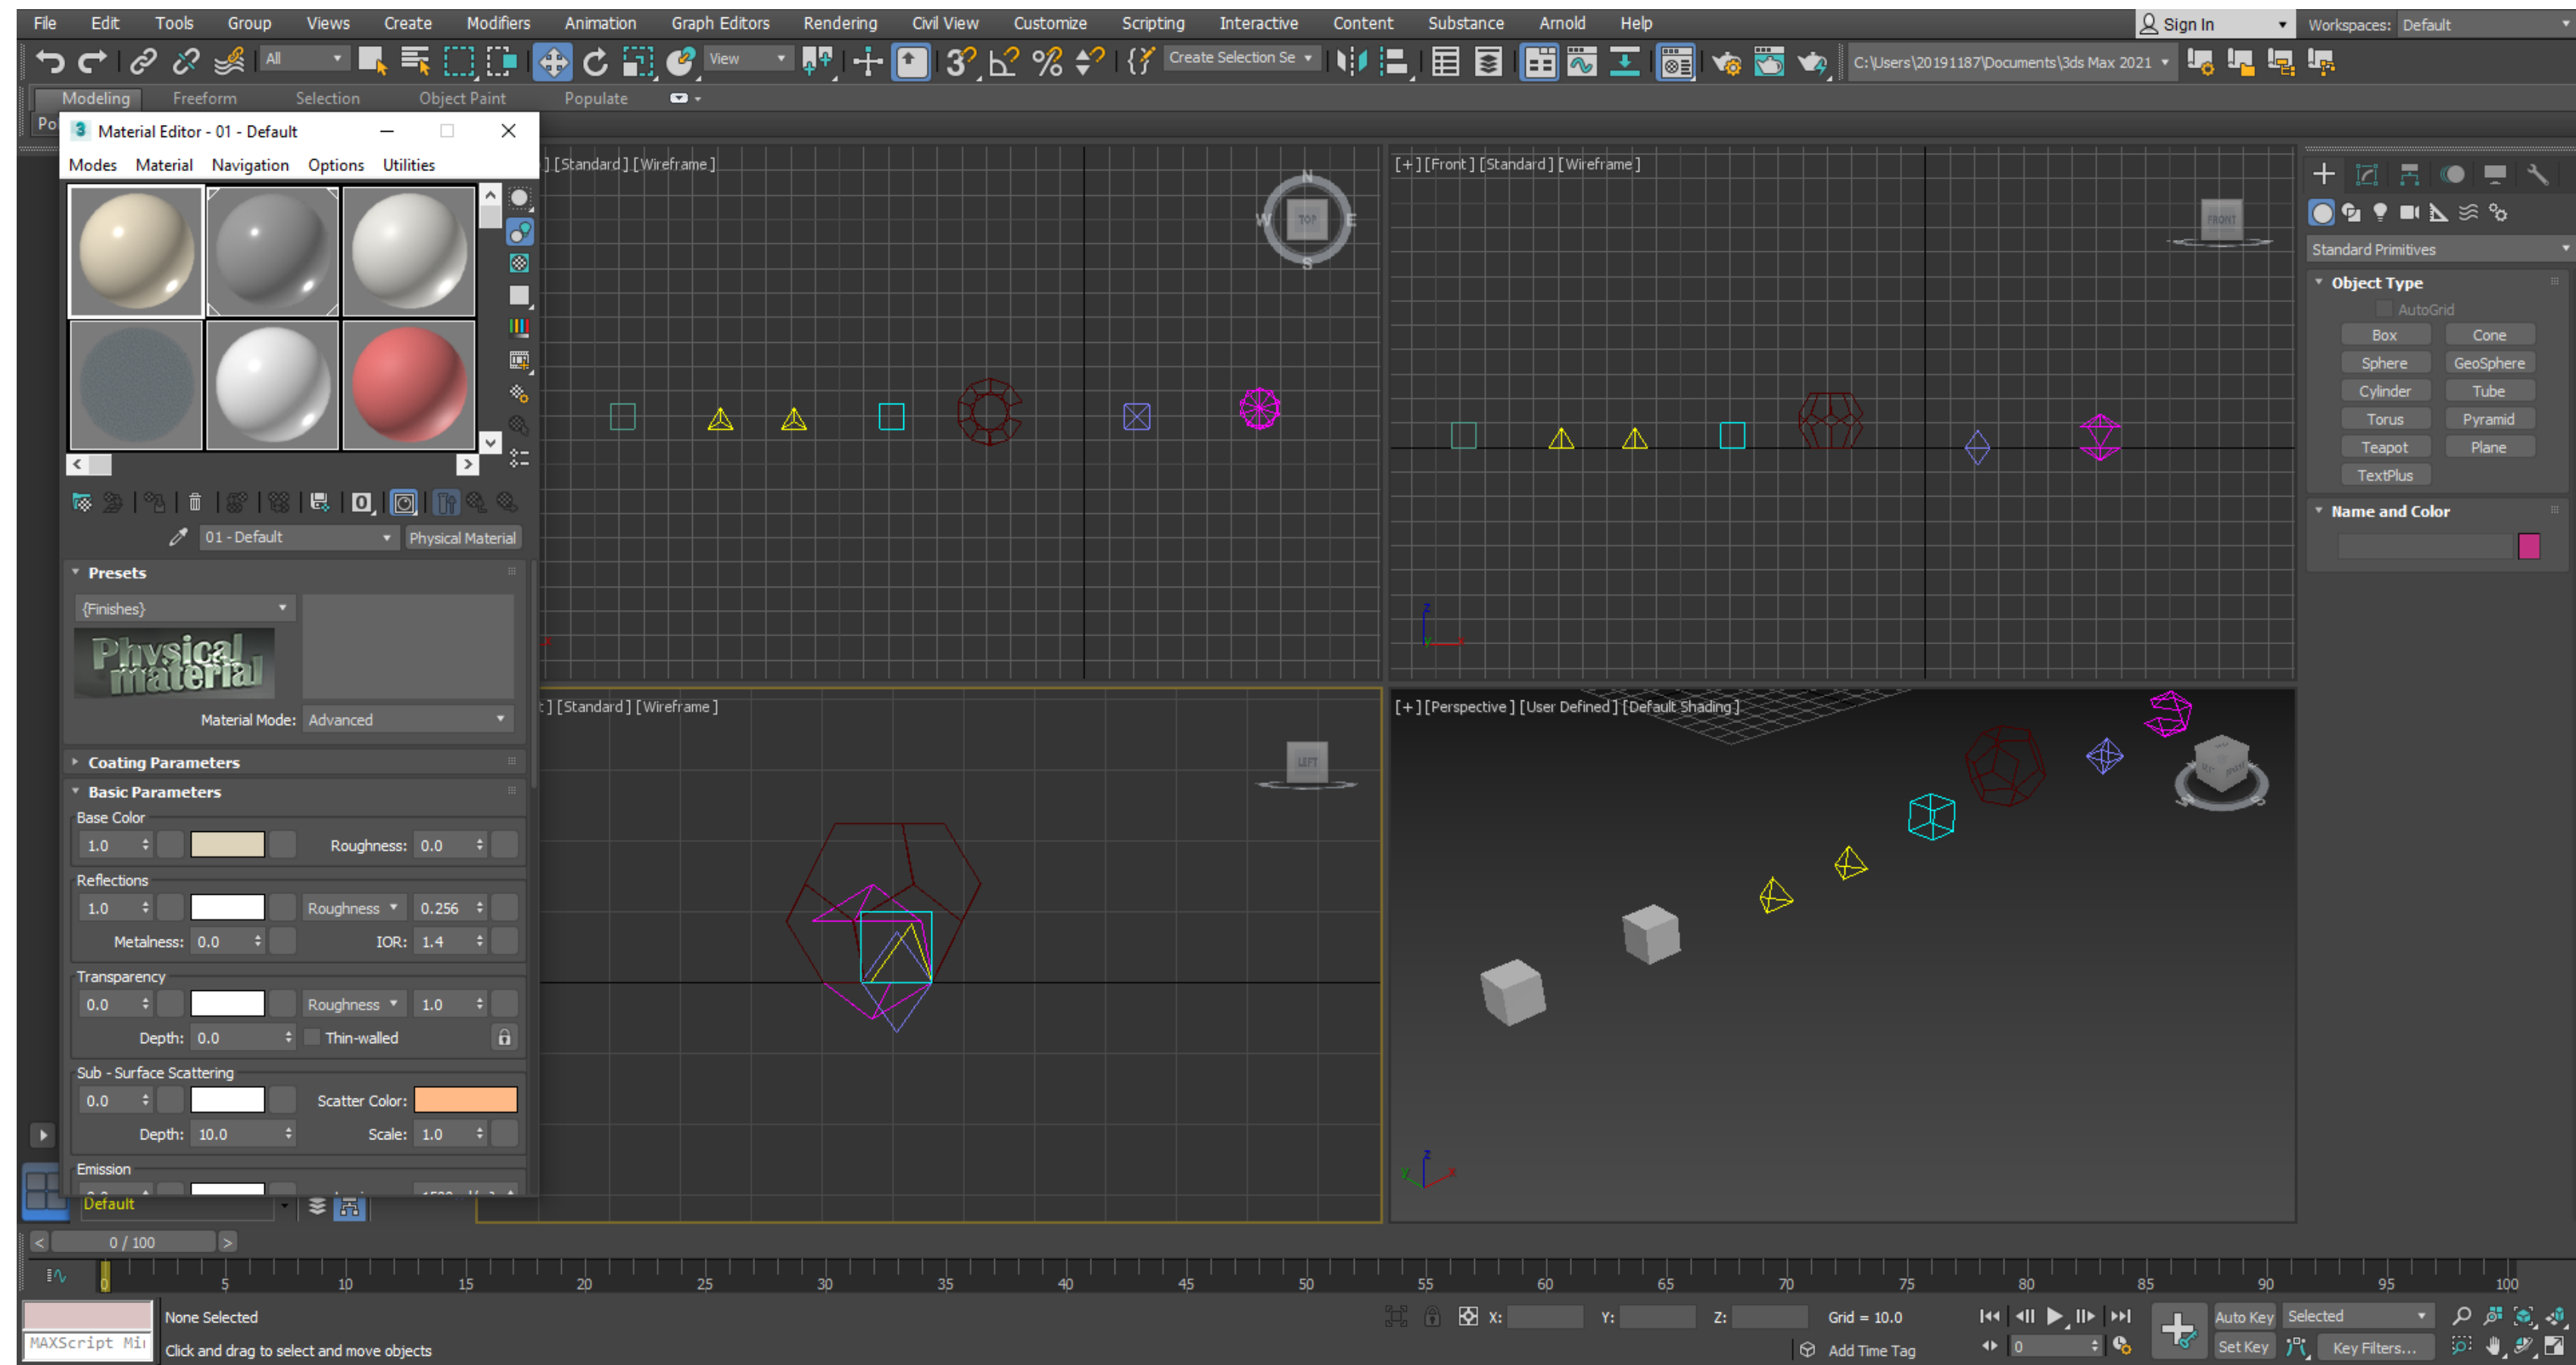 File Edit Tools Group Views Create Modifiers Animation Graph Editors Rendering Civil View Customize Scripting Interactive Content Substance Arnold Help Sign In Workspaces: Default
All View Create Selection Se C:\Users\20191187\Documents\3ds Max 2021
Modeling Freeform Selection Object Paint Populate
Po
3 Material Editor - 01 - Default
Modes Material Navigation Options Utilities
] [Standard] [Wireframe]
N
W TOP E
S
[+] [Front] [Standard] [Wireframe]
FRONT
01 - Default Physical Material
Presets
{Finishes}
Physical material
Material Mode: Advanced
Coating Parameters
Basic Parameters
Base Color
1.0 Roughness: 0.0
Reflections
1.0 Roughness 0.256
Metalness: 0.0 IOR: 1.4
Transparency
0.0 Roughness 1.0
Depth: 0.0 Thin-walled
Sub - Surface Scattering
0.0 Scatter Color:
Depth: 10.0 Scale: 1.0
Emission
Default
t ] [Standard] [Wireframe]
LEFT
z
y x
[+] [Perspective] [User Defined] [Default Shading]
z
y x
Standard Primitives
Object Type
AutoGrid
Box Cone
Sphere GeoSphere
Cylinder Tube
Torus Pyramid
Teapot Plane
TextPlus
Name and Color
< 0 / 100 >
0 5 10 15 20 25 30 35 40 45 50 55 60 65 70 75 80 85 90 95 100
None Selected X: Y: Z: Grid = 10.0 Auto Key Selected
MAXScript Mi Click and drag to select and move objects Add Time Tag 0 Set Key Key Filters...